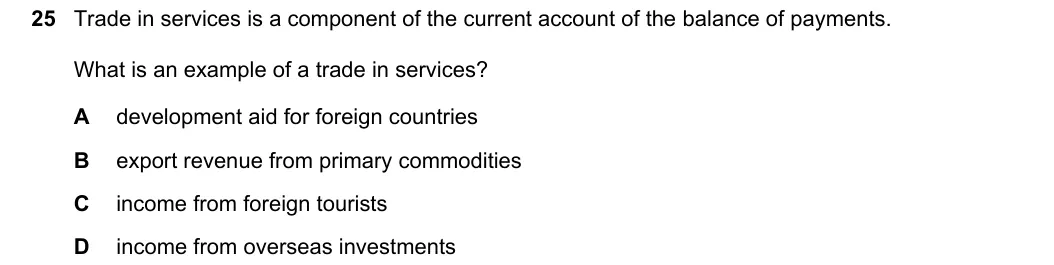 25 Trade in services is a component of the current account of the balance of payments.
What is an example of a trade in services?
A development aid for foreign countries
B export revenue from primary commodities
C income from foreign tourists
D income from overseas investments